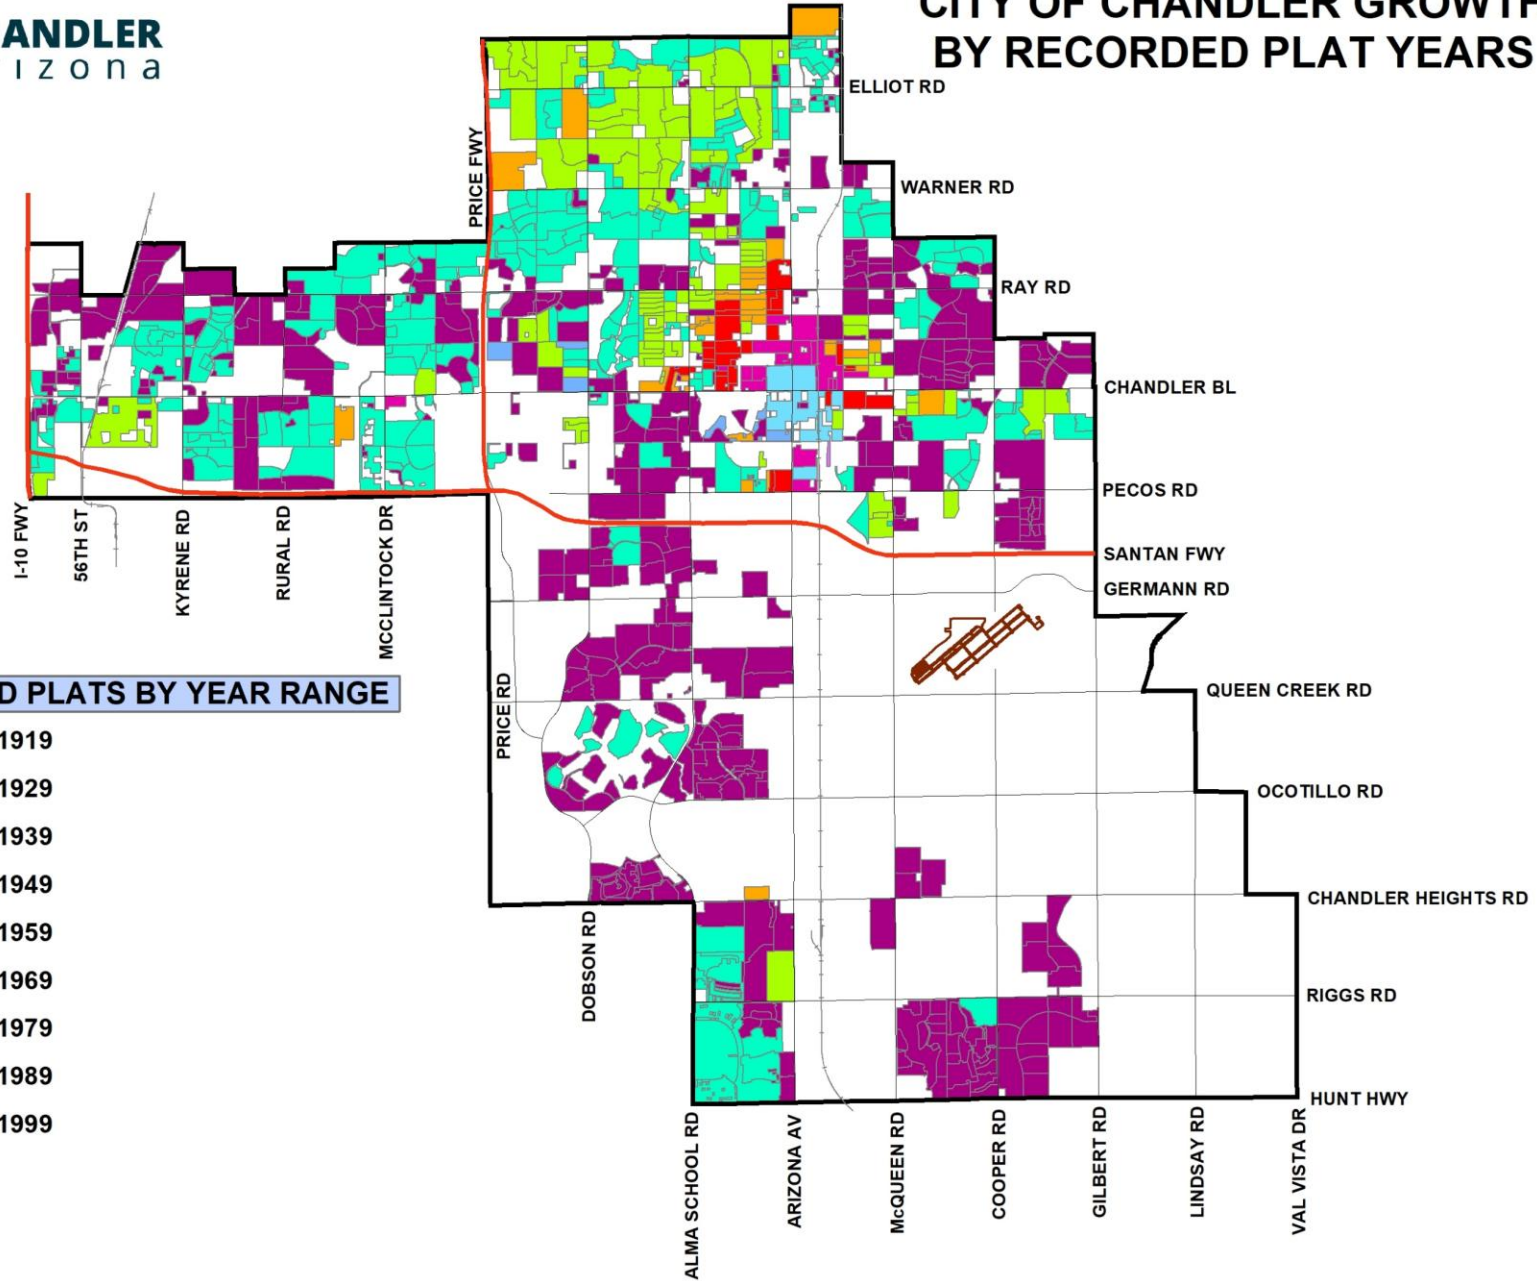 ANDLER
izona
CITY OF CHANDLER GROWTH
BY RECORDED PLAT YEARS
ELLIOT RD
PRICE FWY
WARNER RD
RAY RD
CHANDLER BL
PECOS RD
I-10 FWY
56TH ST
KYRENE RD
RURAL RD
MCCLINTOCK DR
SANTAN FWY
GERMANN RD
D PLATS BY YEAR RANGE
PRICE RD
QUEEN CREEK RD
1919
1929
OCOTILLO RD
1939
1949
CHANDLER HEIGHTS RD
1959
DOBSON RD
1969
RIGGS RD
1979
1989
HUNT HWY
1999
ALMA SCHOOL RD
ARIZONA AV
McQUEEN RD
COOPER RD
GILBERT RD
LINDSAY RD
VAL VISTA DR